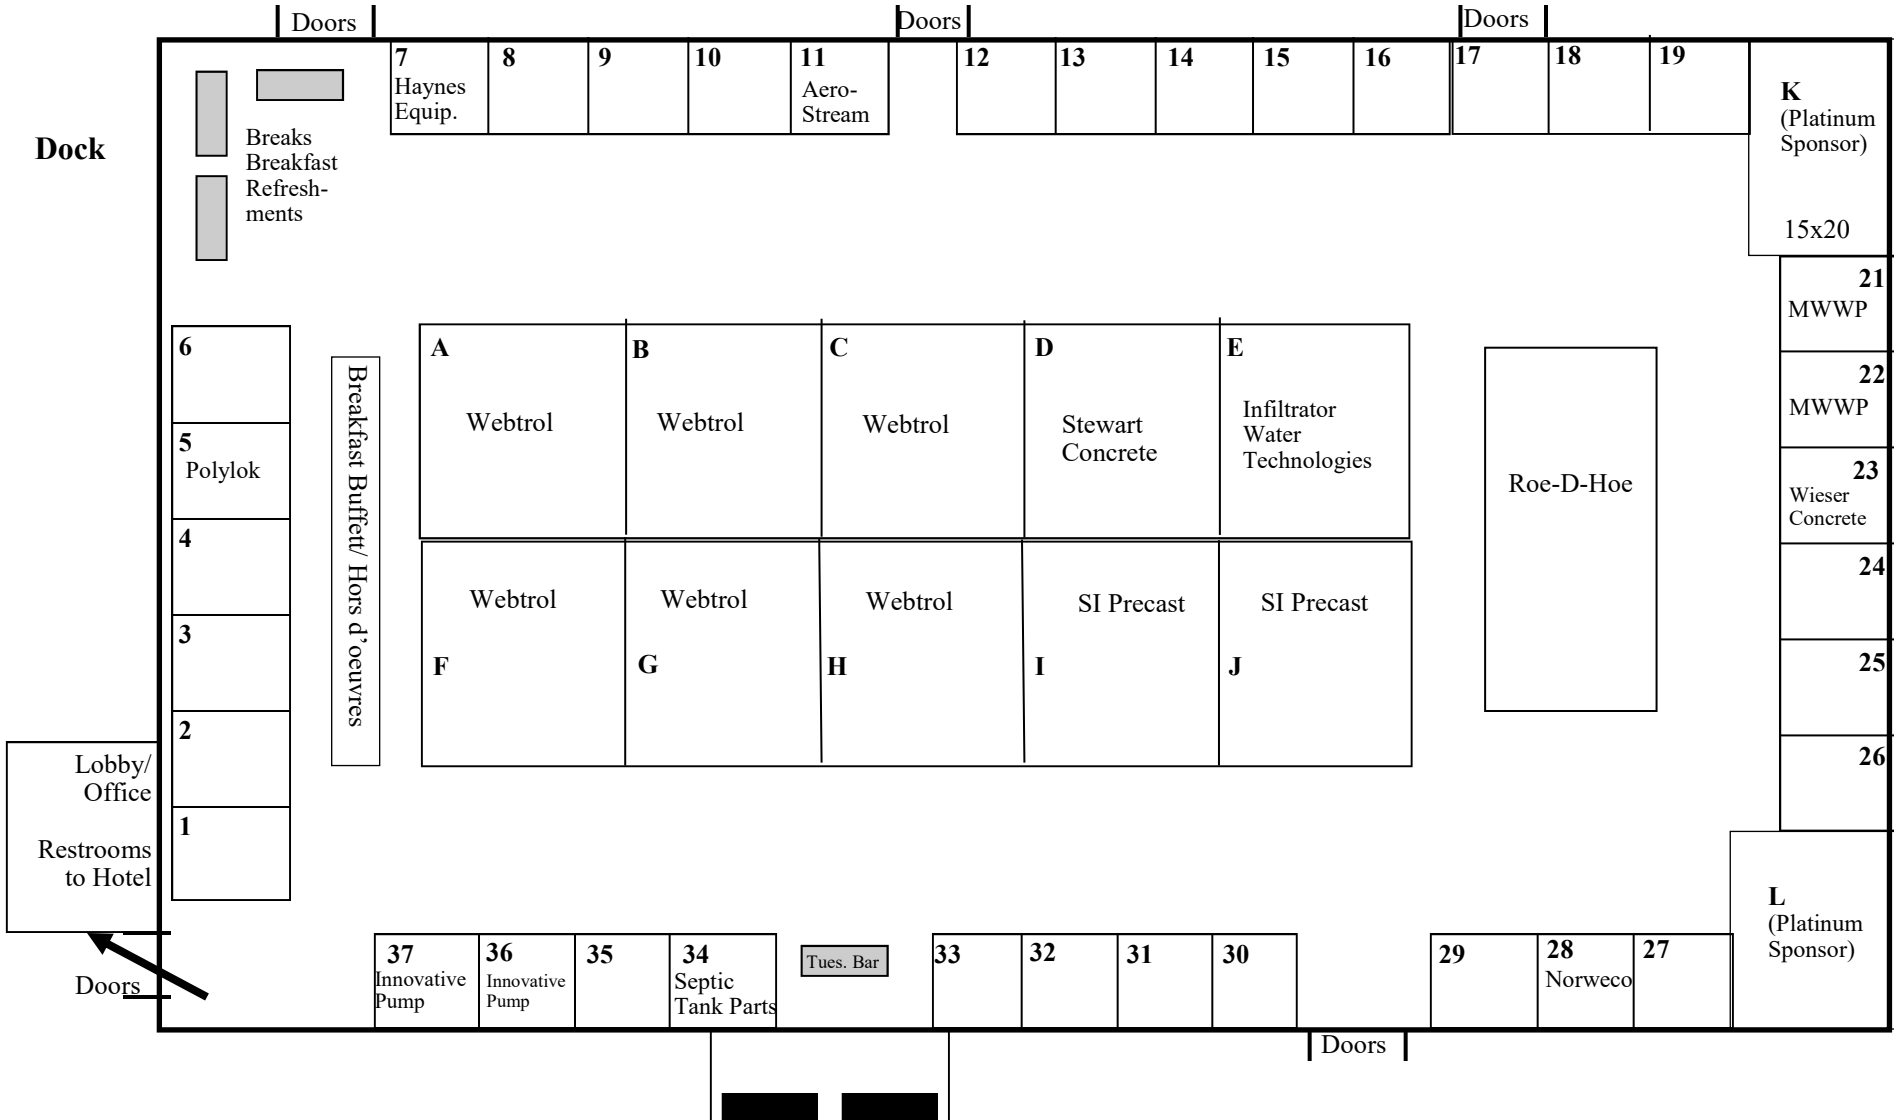 Doors
Doors
Doors
7
Haynes
Equip.
8
9
10
11
Aero-
Stream
12
13
14
15
16
17
18
19
K
(Platinum
Sponsor)
15x20
Dock
Breaks
Breakfast
Refresh-
ments
21
MWWP
22
MWWP
23
Wieser
Concrete
24
25
26
6
5
Polylok
4
3
2
1
Breakfast Buffett/ Hors d’oeuvres
A
Webtrol
B
Webtrol
C
Webtrol
D
Stewart
Concrete
E
Infiltrator
Water
Technologies
Roe-D-Hoe
Webtrol
F
Webtrol
G
Webtrol
H
SI Precast
I
SI Precast
J
Lobby/
Office
Restrooms
to Hotel
Doors
37
Innovative
Pump
36
Innovative
Pump
35
34
Septic
Tank Parts
Tues. Bar
33
32
31
30
29
28
Norweco
27
L
(Platinum
Sponsor)
Doors